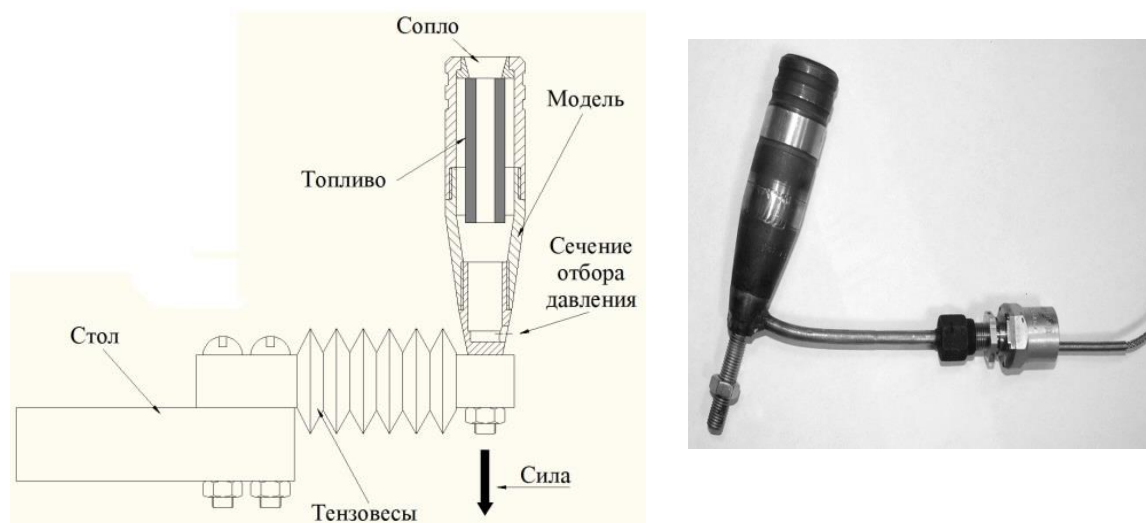 Сопло
Модель
Топливо
Сечение
отбора
давления
Стол
Сила
Тензовесы